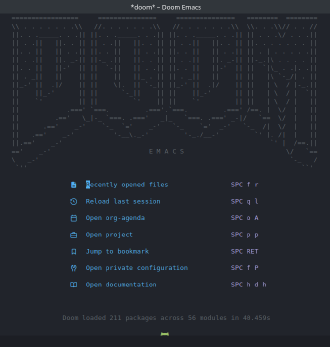 *doom* – Doom Emacs
E M A C S
Recently opened files SPC f r
Reload last session SPC q l
Open org-agenda SPC o A
Open project SPC p p
Jump to bookmark SPC RET
Open private configuration SPC f P
Open documentation SPC h d h
Doom loaded 211 packages across 56 modules in 40.459s